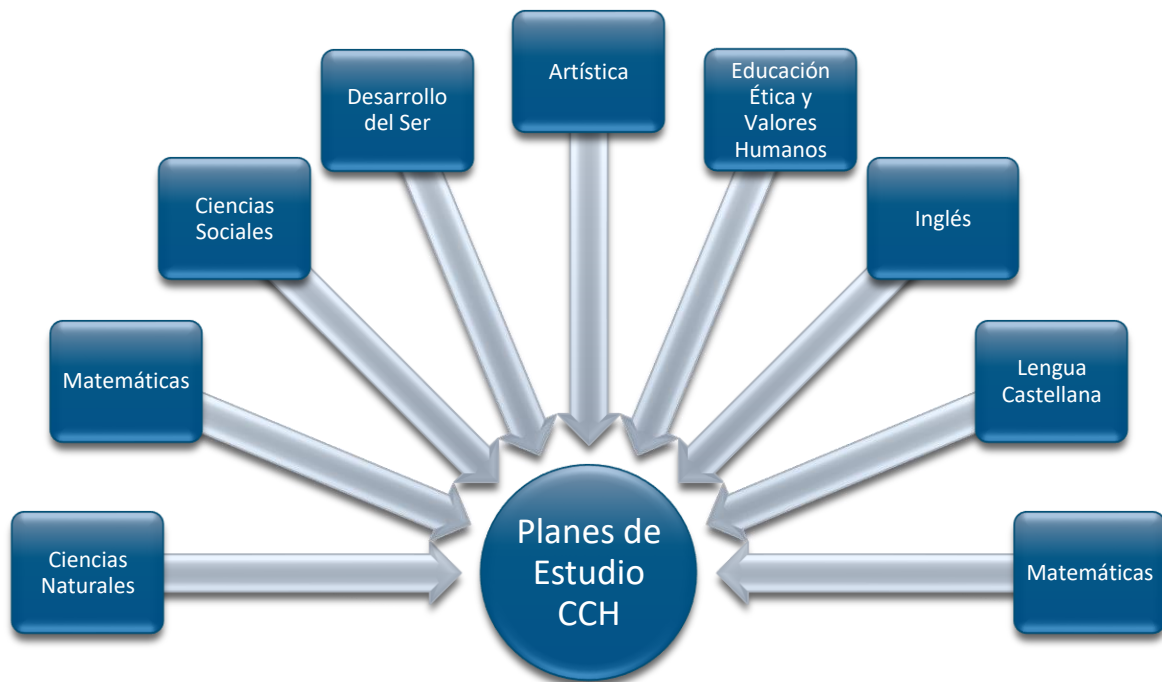 Artística
Educación
Ética y
Valores
Humanos
Desarrollo
del Ser
Ciencias
Sociales
Inglés
Matemáticas
Lengua
Castellana
Ciencias
Naturales
Planes de
Estudio
CCH
Matemáticas